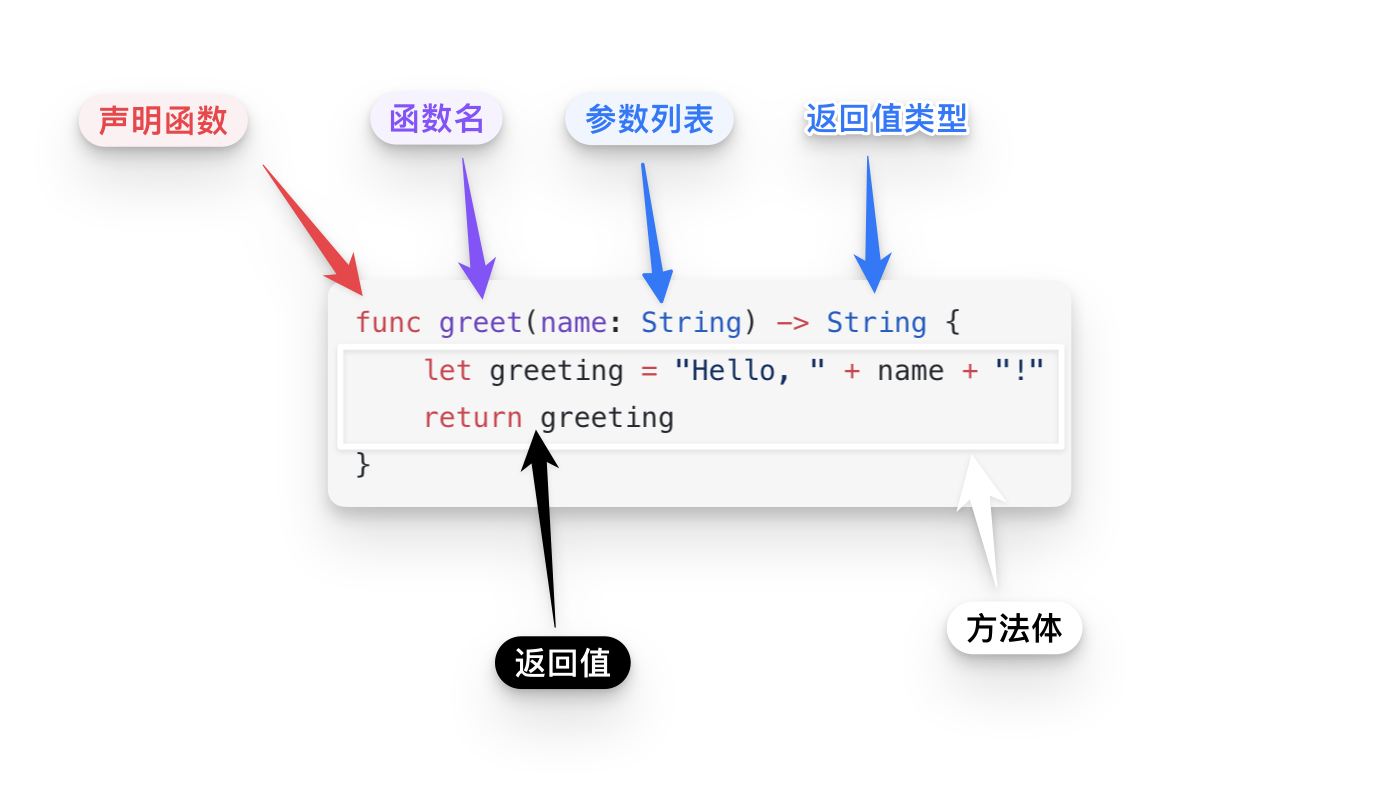 声明函数
函数名
参数列表
返回值类型
func greet(name: String) -> String {
    let greeting = "Hello, " + name + "!"
    return greeting
}
方法体
返回值